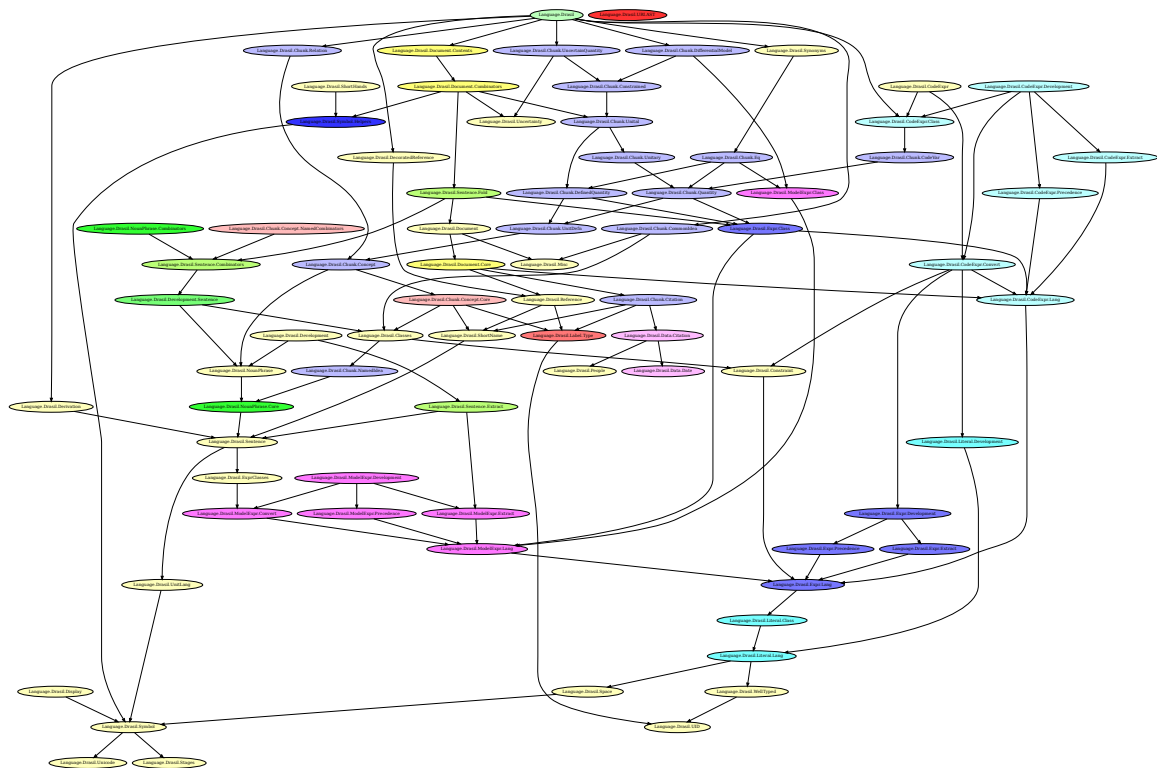 Language.Drasil
Language.Drasil.Chunk.Relation
Language.Drasil.Document.Contents
Language.Drasil.Chunk.UncertainQuantity
Language.Drasil.Chunk.DifferentialModel
Language.Drasil.Synonyms
Language.Drasil.ShortHands
Language.Drasil.Document.Combinators
Language.Drasil.Chunk.Constrained
Language.Drasil.CodeExpr
Language.Drasil.CodeExpr.Development
Language.Drasil.Uncertainty
Language.Drasil.Chunk.Unital
Language.Drasil.CodeExpr.Class
Language.Drasil.DecoratedReference
Language.Drasil.Chunk.Unitary
Language.Drasil.Chunk.Eq
Language.Drasil.Chunk.CodeVar
Language.Drasil.CodeExpr.Extract
Language.Drasil.Sentence.Fold
Language.Drasil.Chunk.DefinedQuantity
Language.Drasil.Chunk.Quantity
Language.Drasil.ModelExpr.Class
Language.Drasil.CodeExpr.Precedence
Language.Drasil.NounPhrase.Combinators
Language.Drasil.Chunk.Concept.NamedCombinators
Language.Drasil.Document
Language.Drasil.Chunk.UnitDefn
Language.Drasil.Chunk.CommonIdea
Language.Drasil.Expr.Class
Language.Drasil.Sentence.Combinators
Language.Drasil.Chunk.Concept
Language.Drasil.Document.Core
Language.Drasil.Misc
Language.Drasil.CodeExpr.Convert
Language.Drasil.Development.Sentence
Language.Drasil.Chunk.Concept.Core
Language.Drasil.Reference
Language.Drasil.Chunk.Citation
Language.Drasil.CodeExpr.Lang
Language.Drasil.Development
Language.Drasil.Classes
Language.Drasil.ShortName
Language.Drasil.Label.Type
Language.Drasil.Data.Citation
Language.Drasil.NounPhrase
Language.Drasil.Chunk.NamedIdea
Language.Drasil.People
Language.Drasil.Data.Date
Language.Drasil.Constraint
Language.Drasil.Derivation
Language.Drasil.NounPhrase.Core
Language.Drasil.Sentence.Extract
Language.Drasil.Sentence
Language.Drasil.Literal.Development
Language.Drasil.ExprClasses
Language.Drasil.ModelExpr.Development
Language.Drasil.ModelExpr.Convert
Language.Drasil.ModelExpr.Precedence
Language.Drasil.ModelExpr.Extract
Language.Drasil.Expr.Development
Language.Drasil.ModelExpr.Lang
Language.Drasil.Expr.Precedence
Language.Drasil.Expr.Extract
Language.Drasil.UnitLang
Language.Drasil.Expr.Lang
Language.Drasil.Literal.Class
Language.Drasil.Literal.Lang
Language.Drasil.Display
Language.Drasil.Space
Language.Drasil.WellTyped
Language.Drasil.Symbol
Language.Drasil.UID
Language.Drasil.Unicode
Language.Drasil.Stages